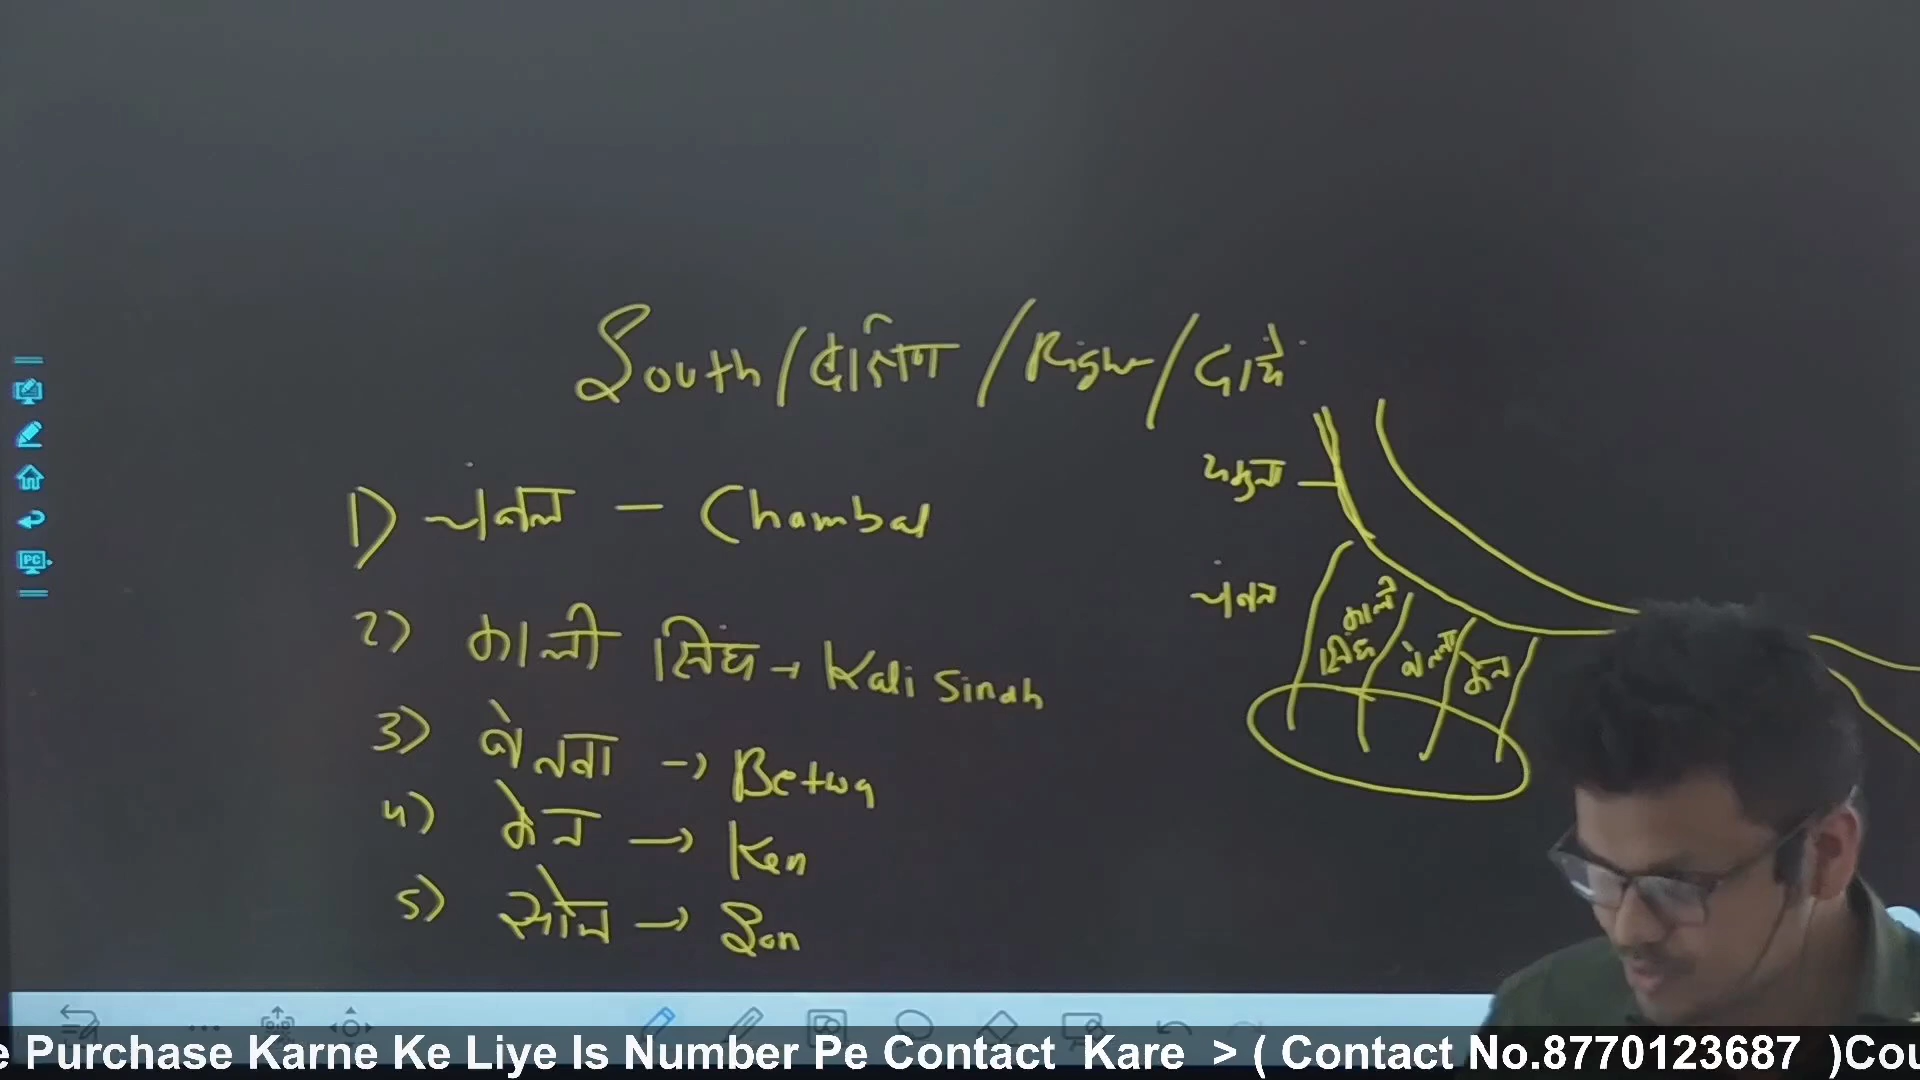 South/दक्षिण/Right/दायें
1) चंबल - Chambal
2) काली सिंध → Kali Sindh
3) बेतवा → Betwa
4) केन → Ken
5) सोन → Son
यमुना
चंबल
काली
सिंध
बेतवा
केन
PC
e Purchase Karne Ke Liye Is Number Pe Contact Kare > ( Contact No.8770123687 )Cou